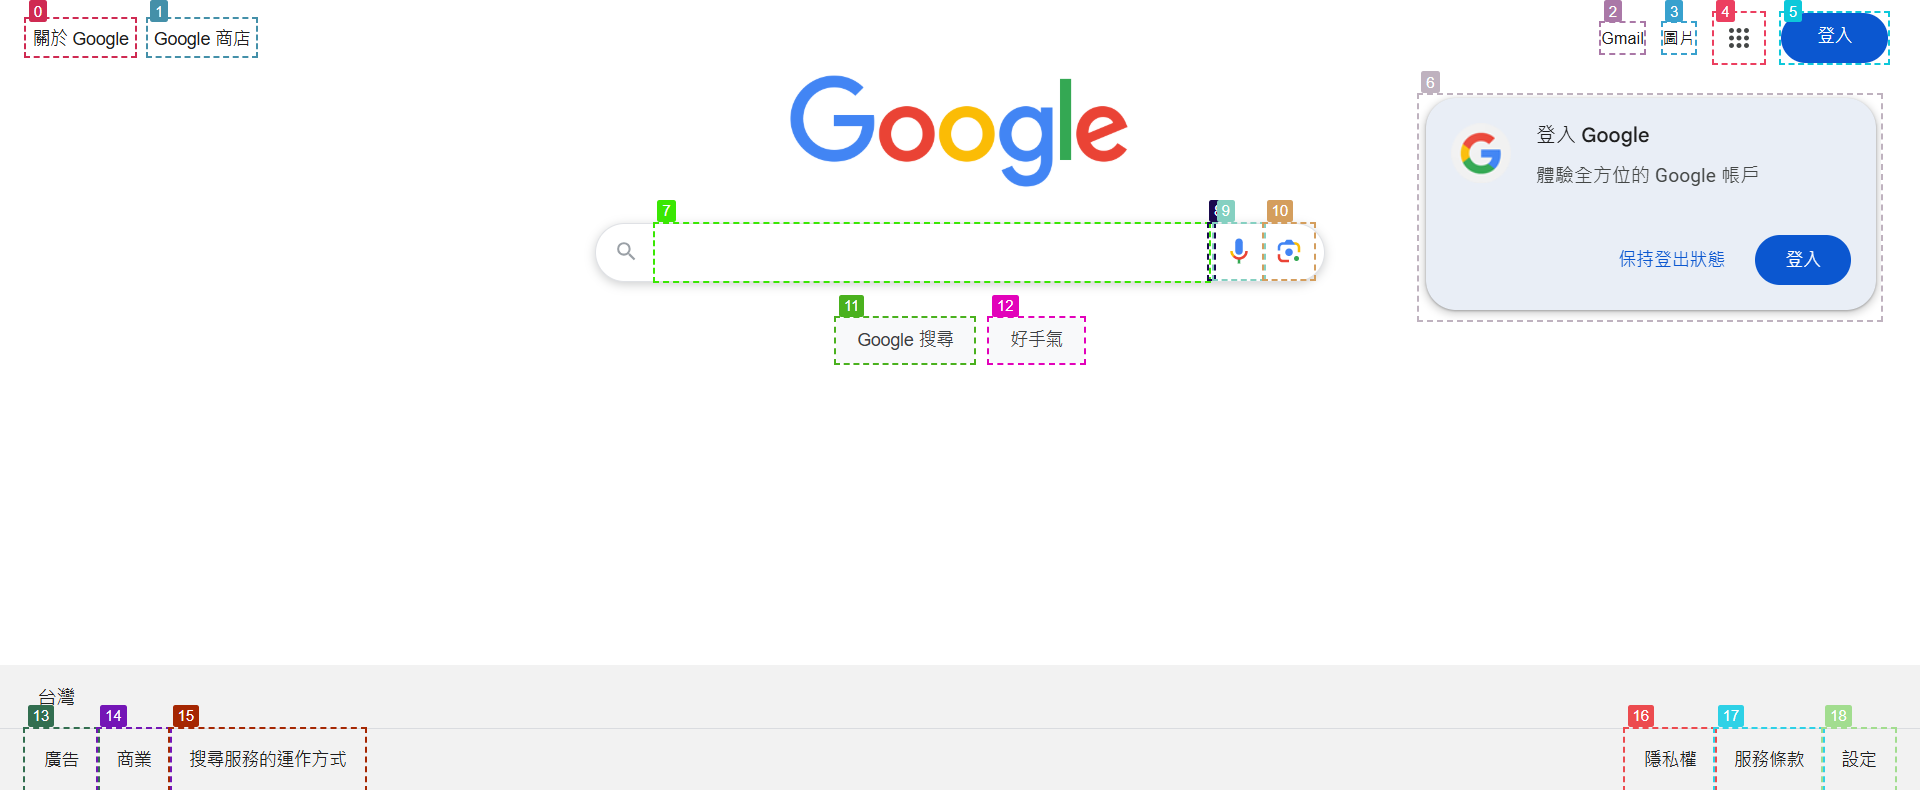 0
1
2
3
4
5
關於 Google
Google 商店
Gmail
圖片
登入
6
Google
登入 Google
體驗全方位的 Google 帳戶
7
9
10
保持登出狀態
登入
11
12
Google 搜尋
好手氣
台灣
13
14
15
16
17
18
廣告
商業
搜尋服務的運作方式
隱私權
服務條款
設定